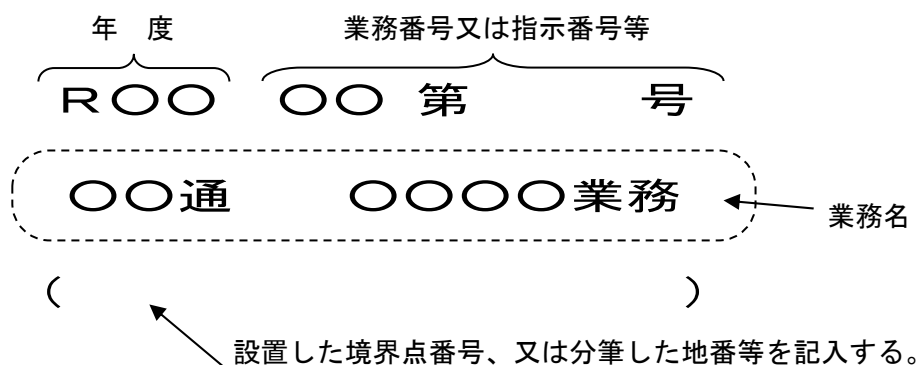 年　度　業務番号又は指示番号等
R〇〇　〇〇 第　　　号
〇〇通　　〇〇〇〇業務
業務名
(　　　　　　　　)
設置した境界点番号、又は分筆した地番等を記入する。